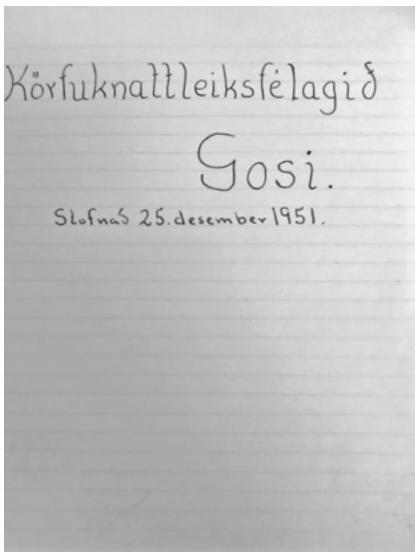 Körfuknattleiksfélagið
Gosi.
Stofnað 25. desember 1951.